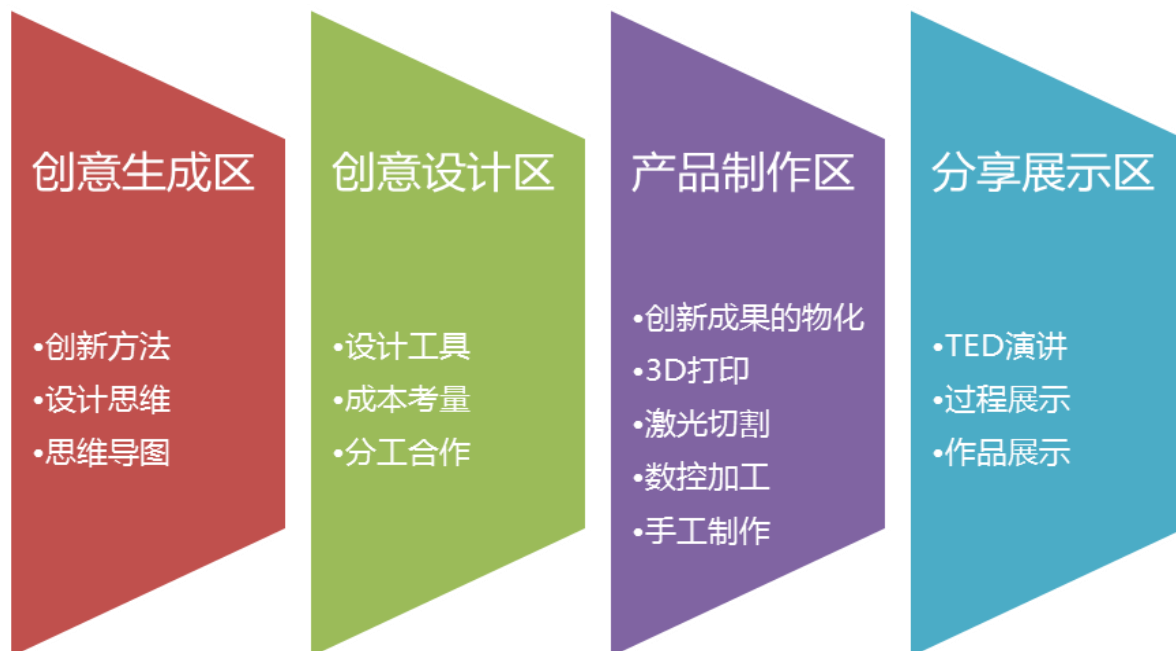 创意生成区
•创新方法
•设计思维
•思维导图
创意设计区
•设计工具
•成本考量
•分工合作
产品制作区
•创新成果的物化
•3D打印
•激光切割
•数控加工
•手工制作
分享展示区
•TED演讲
•过程展示
•作品展示